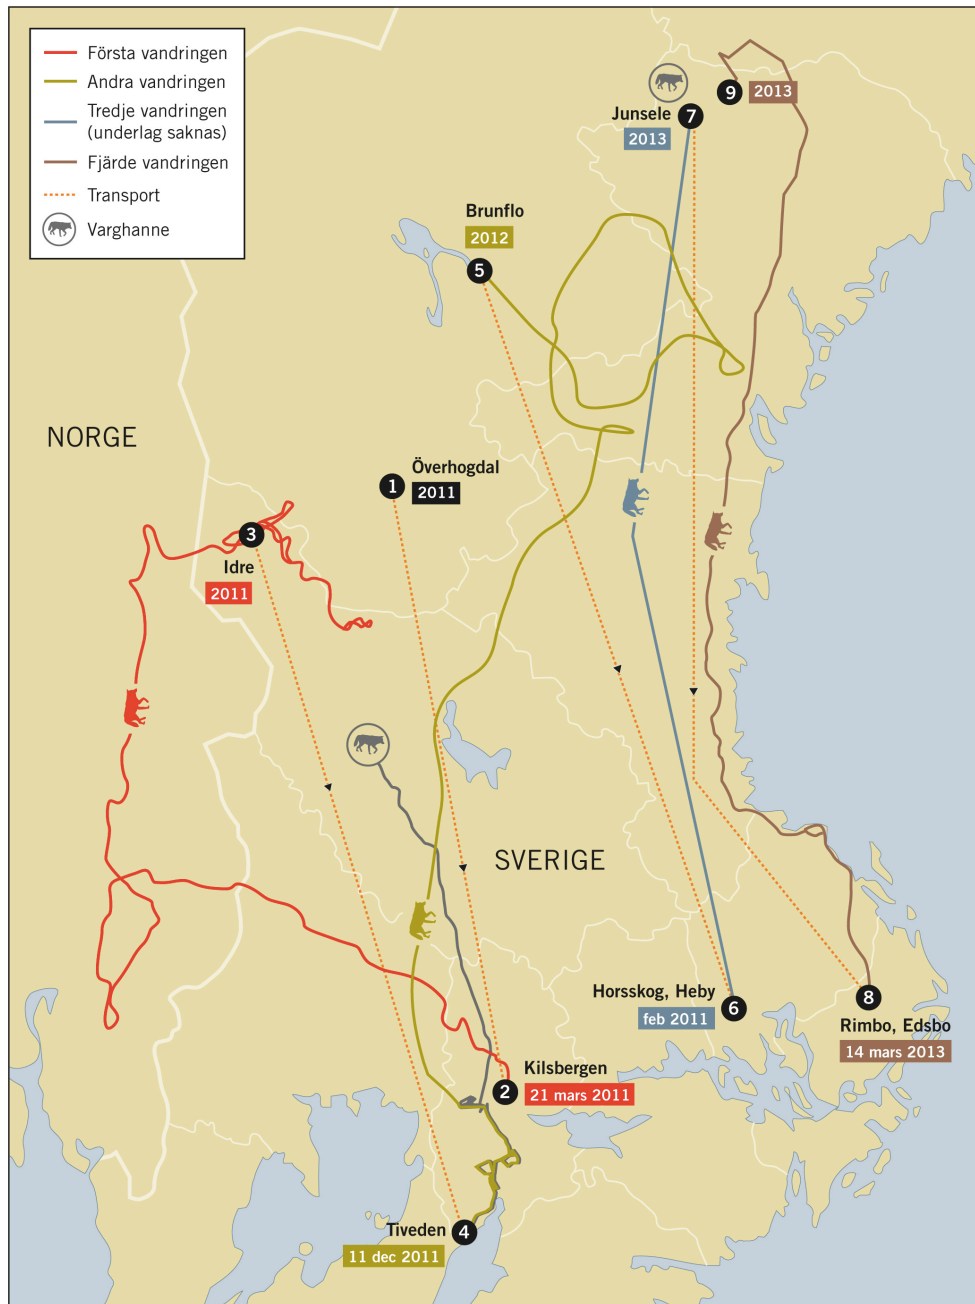 Första vandringen
Andra vandringen
Tredje vandringen
(underlag saknas)
Fjärde vandringen
Transport
Varghanne
9
2013
Junsele
7
2013
Brunflo
2012
5
NORGE
Överhogdal
1
2011
3
Idre
2011
SVERIGE
Horsskog, Heby
6
feb 2011
8
Rimbo, Edsbo
14 mars 2013
Kilsbergen
2
21 mars 2011
Tiveden
4
11 dec 2011